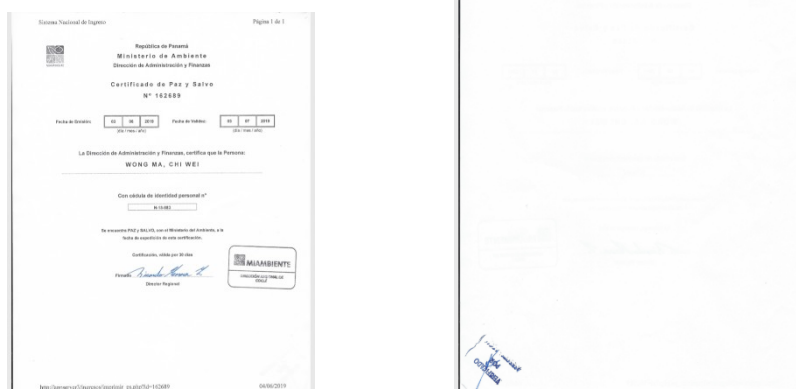 Sistema Nacional de Ingreso
Página 1 de 1
República de Panamá
Ministerio de Ambiente
Dirección de Administración y Finanzas
Certificado de Paz y Salvo
N° 162689
Fecha de Emisión:
2019
(día / mes / año)
Fecha de Validez:
07 2019
(día / mes / año)
La Dirección de Administración y Finanzas, certifica que la Persona:
WONG MA, CHI WEI
Con cédula de identidad personal n°
Se encuentra PAZ y SALVO, con el Ministerio del Ambiente, a la
fecha de expedición de esta certificación.
Certificación, válida por 30 días
Firmado
Director Regional
MIAMBIENTE
04/06/2019